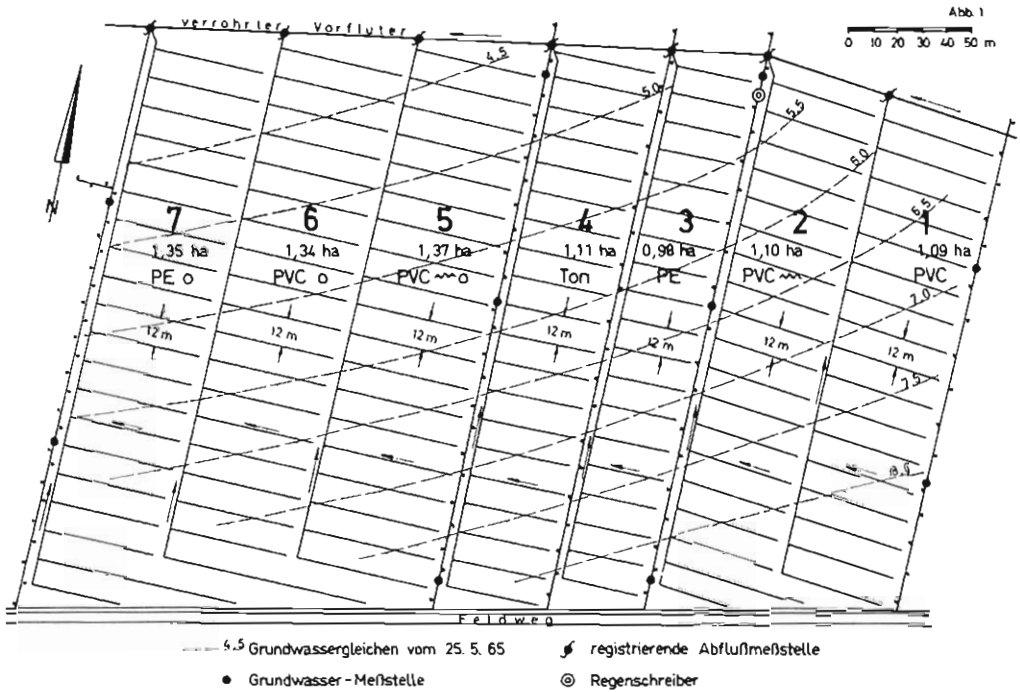 Abb. 1
verrohrter Vorfluter
0 10 20 30 40 50 m
4.5
5.0
5.5
6.0
6.5
7.0
7.5
8.0
N
7
1,35 ha
PE o
12 m
6
1,34 ha
PVC o
12 m
5
1,37 ha
PVC o
12 m
4
1,11 ha
Ton
12 m
3
0,98 ha
PE
12 m
2
1,10 ha
PVC
12 m
1
1,09 ha
PVC
12 m
Feldweg
4.5 Grundwassergleichen vom 25. 5. 65
registrierende Abflußmeßstelle
Grundwasser-Meßstelle
Regenschreiber